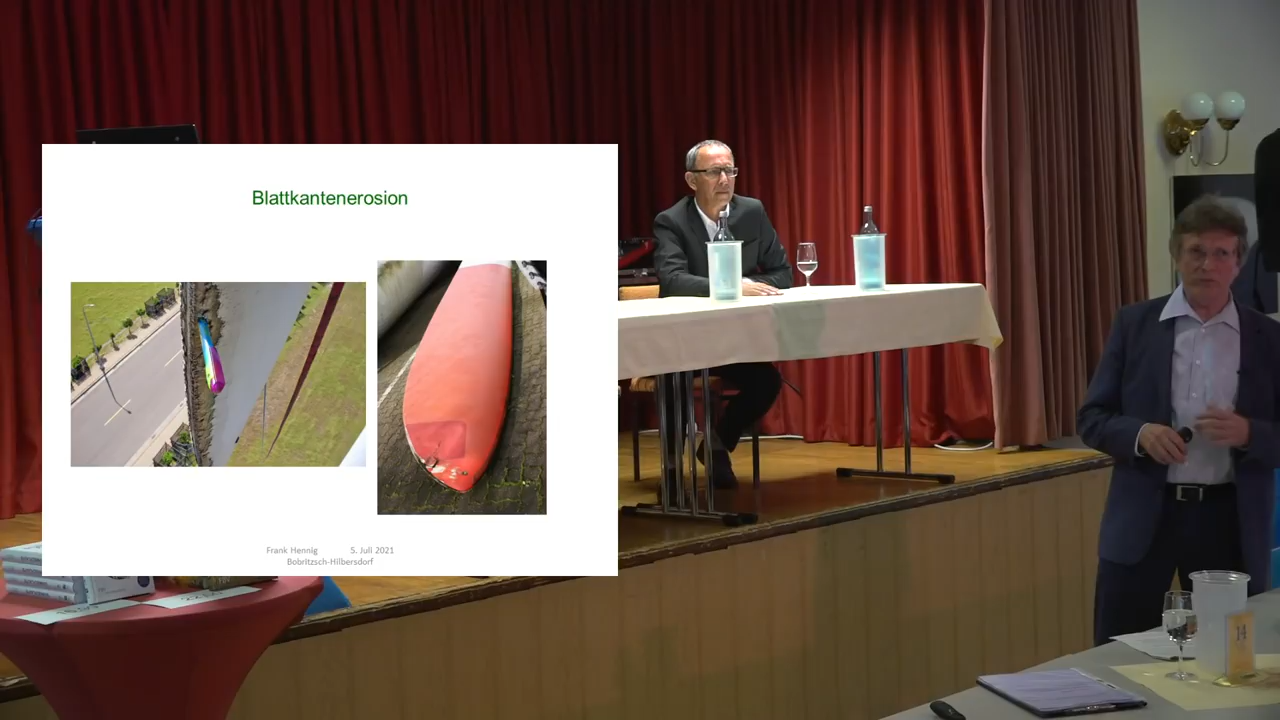 Blattkantenerosion
Frank Hennig 5. Juli 2021
Bobritzsch-Hilbersdorf
14